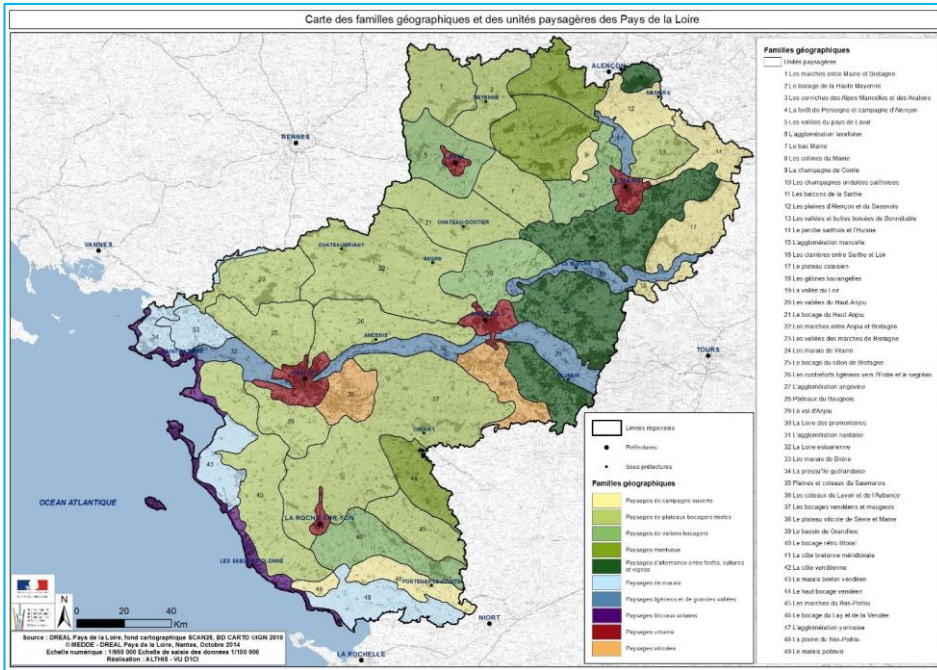 Carte des familles géographiques et des unités paysagères des Pays de la Loire
ALENÇON
MAMERS
MAYENNE
RENNES
LE MANS
CHATEAU-GONTIER
CHATEAUBRIANT
SEGRE
VANNES
LA FLECHE
ANGERS
ANCENIS
TOURS
SAUMUR
NANTES
CHOLET
OCEAN ATLANTIQUE
LA ROCHE-SUR-YON
LES SABLES D'OLONNE
FONTENAY-LE-COMTE
NIORT
LA ROCHELLE
N
0 10 20 40
Km
Source : DREAL Pays de la Loire, fond cartographique SCAN25, BD CARTO ©IGN 2010
© MEDDE - DREAL Pays de la Loire, Nantes, Octobre 2014
Echelle numérique : 1/950 000 Echelle de saisie des données 1/100 000
Réalisation : ALTHIS - VU D'ICI
Limites régionales
Préfectures
Sous-préfectures
Familles géographiques
Paysages de campagne ouverte
Paysages de plateaux bocagers mixtes
Paysages de vallons bocagers
Paysages montueux
Paysages d'alternance entre forêts, cultures et vignes
Paysages de marais
Paysages ligériens et de grandes vallées
Paysages littoraux urbains
Paysages urbains
Paysages viticoles
Familles géographiques
Unités paysagères
1 Les marches entre Maine et Bretagne
2 Le bocage de la Haute Mayenne
3 Les corniches des Alpes Mancelles et des Avaloirs
4 La forêt de Perseigne et campagne d'Alençon
5 Les vallées du pays de Laval
6 L'agglomération lavalloise
7 Le bas Maine
8 Les collines du Maine
9 La champagne de Conlie
10 Les champagnes ondulées sarthoises
11 Les balcons de la Sarthe
12 Les plaines d'Alençon et du Saosnois
13 Les vallées et buttes boisées de Bonnétable
14 Le perche sarthois et l'Huisne
15 L'agglomération mancelle
16 Les clairières entre Sarthe et Loir
17 Le plateau calaisien
18 Les gâtines tourangelles
19 La vallée du Loir
20 Les vallées du Haut-Anjou
21 Le bocage du Haut Anjou
22 Les marches entre Anjou et Bretagne
23 Les vallées des marches de Bretagne
24 Les marais de Vilaine
25 Le bocage du sillon de Bretagne
26 Les contreforts ligériens vers l'Erdre et le segréen
27 L'agglomération angevine
28 Plateaux du Baugeois
29 Le val d'Anjou
30 La Loire des promontoires
31 L'agglomération nantaise
32 La Loire estuarienne
33 Les marais de Brière
34 La presqu'île guérandaise
35 Plaines et coteaux du Saumurois
36 Les coteaux du Layon et de l'Aubance
37 Les bocages vendéens et maugeois
38 Le plateau viticole de Sèvre et Maine
39 Le bassin de Grandlieu
40 Le bocage rétro-littoral
41 La côte bretonne méridionale
42 La côte vendéenne
43 Le marais breton vendéen
44 Le haut bocage vendéen
45 Les marches du Bas-Poitou
46 Le bocage du Lay et de la Vendée
47 L'agglomération yonnaise
48 La plaine du Bas-Poitou
49 Le marais poitevin